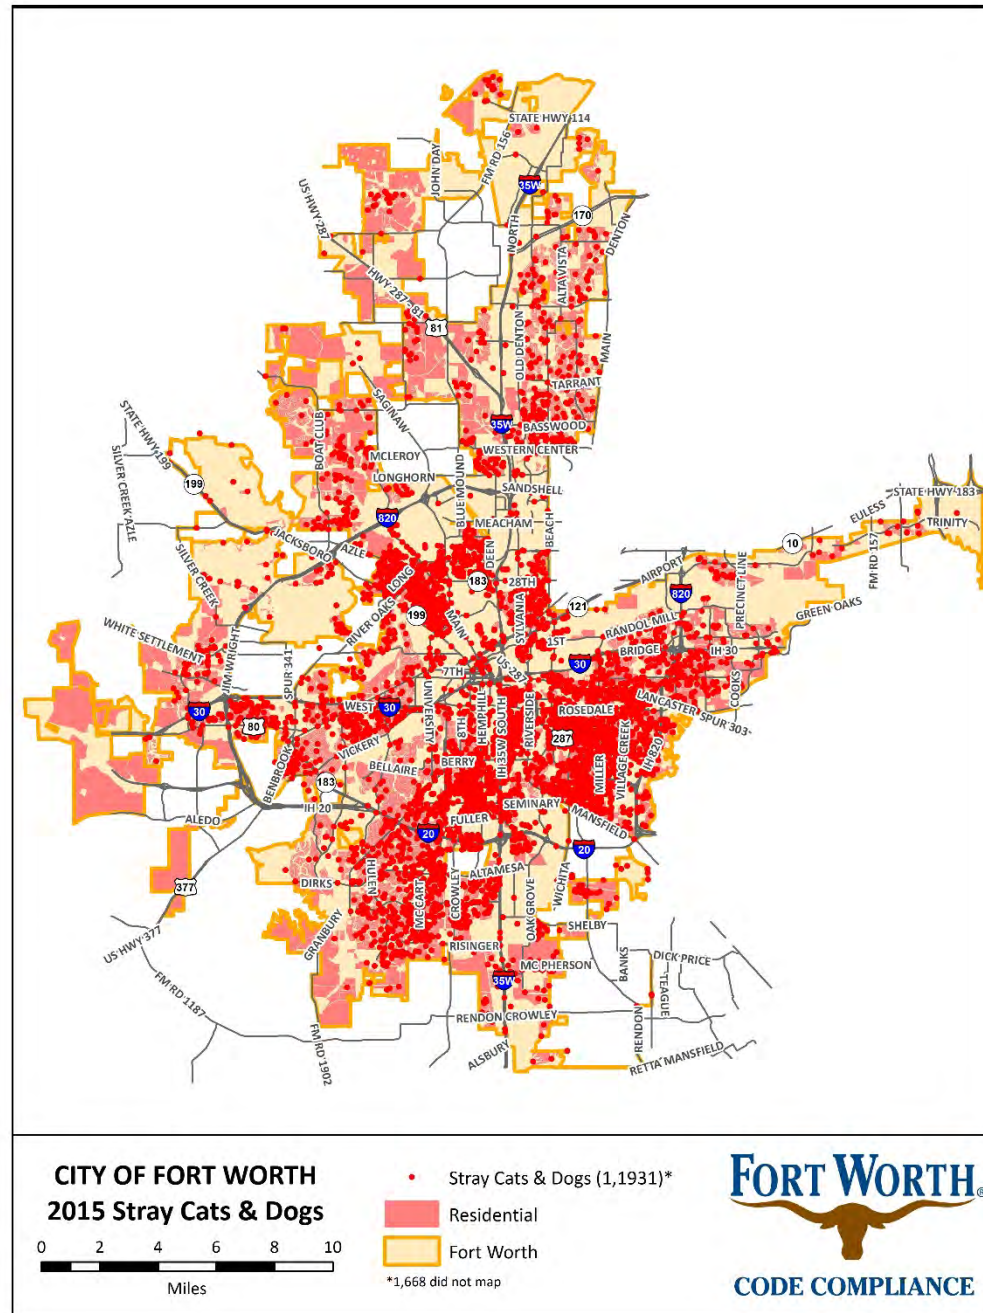 STATE HWY 114
FM RD 156
JOHN DAY
35W
US HWY 287
170
NORTH
DENTON
ALTA VISTA
HWY 287 - 81
81
OLD DENTON
MAIN
TARRANT
SAGINAW
35W
BASSWOOD
STATE HWY 199
BOAT CLUB
WESTERN CENTER
MCLEROY
SILVER CREEK AZLE
LONGHORN
BLUE MOUND
199
SANDSHELL
STATE HWY 183
820
MEACHAM
BEACH
EULESS
TRINITY
JACKSBORO
AZLE
DEEN
10
FM RD 157
SILVER CREEK
LONG
183
28TH
AIRPORT
PRECINCT LINE
820
RIVER OAKS
199
MAIN
SYLVANIA
121
GREEN OAKS
RANDOL MILL
WHITE SETTLEMENT
1ST
BRIDGE
IH 30
JIM WRIGHT
SPUR 341
7TH
US 287
30
COOKS
UNIVERSITY
LANCASTER
SPUR 303
30
WEST
30
8TH
HEMPHILL
IH 35W SOUTH
RIVERSIDE
ROSEDALE
80
VICKERY
287
BENBROOK
BELLAIRE
BERRY
MILLER
VILLAGE CREEK
IH 820
183
IH 20
SEMINARY
ALEDO
FULLER
MANSFIELD
20
20
377
DIRKS
HULEN
ALTAMESA
MC CART
CROWLEY
OAK GROVE
WICHITA
GRANBURY
SHELBY
US HWY 377
RISINGER
MC PHERSON
BANKS
DICK PRICE
FM RD 1187
35W
TEAGUE
RENDON CROWLEY
RENDON
FM RD 1902
ALSBURY
RETTA MANSFIELD
CITY OF FORT WORTH
2015 Stray Cats & Dogs
0 2 4 6 8 10
Miles
Stray Cats & Dogs (1,1931)*
Residential
Fort Worth
*1,668 did not map
FORT WORTH®
CODE COMPLIANCE